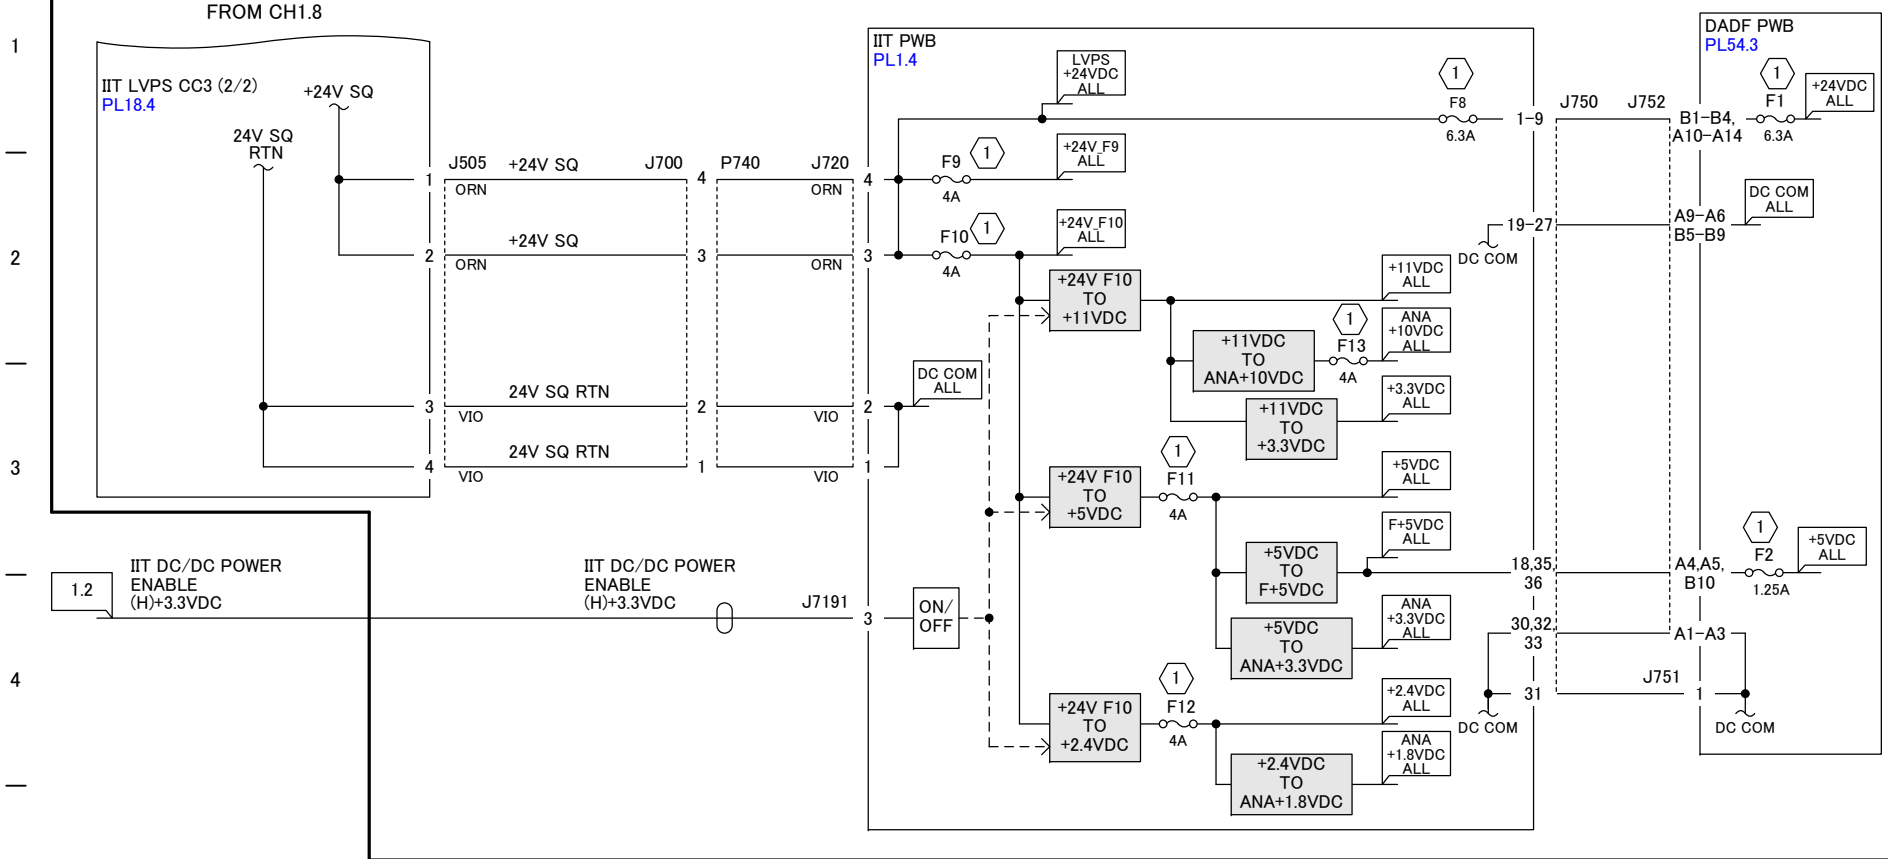 FROM CH1.8
1
IIT LVPS CC3 (2/2)
PL18.4
+24V SQ
24V SQ
RTN
1
2
3
4
J505
+24V SQ
J700
P740
J720
ORN
4
ORN
4
+24V SQ
ORN
3
ORN
3
24V SQ RTN
VIO
2
VIO
2
24V SQ RTN
VIO
1
VIO
1
2
3
4
1.2
IIT DC/DC POWER
ENABLE
(H)+3.3VDC
IIT DC/DC POWER
ENABLE
(H)+3.3VDC
J7191
3
ON/
OFF
IIT PWB
PL1.4
LVPS
+24VDC
ALL
1
F8
6.3A
1-9
F9
1
4A
+24V_F9
ALL
F10
1
4A
+24V_F10
ALL
DC COM
ALL
19-27
DC COM
+24V F10
TO
+11VDC
+11VDC
ALL
+11VDC
TO
ANA+10VDC
1
F13
4A
ANA
+10VDC
ALL
+11VDC
TO
+3.3VDC
+3.3VDC
ALL
+24V F10
TO
+5VDC
1
F11
4A
+5VDC
ALL
+5VDC
TO
F+5VDC
F+5VDC
ALL
18,35,
36
+5VDC
TO
ANA+3.3VDC
ANA
+3.3VDC
ALL
30,32,
33
31
DC COM
+24V F10
TO
+2.4VDC
1
F12
4A
+2.4VDC
ALL
+2.4VDC
TO
ANA+1.8VDC
ANA
+1.8VDC
ALL
J750
J752
J751
DADF PWB
PL54.3
B1-B4,
A10-A14
1
F1
6.3A
+24VDC
ALL
A9-A6
B5-B9
DC COM
ALL
A4,A5,
B10
1
F2
1.25A
+5VDC
ALL
A1-A3
1
DC COM